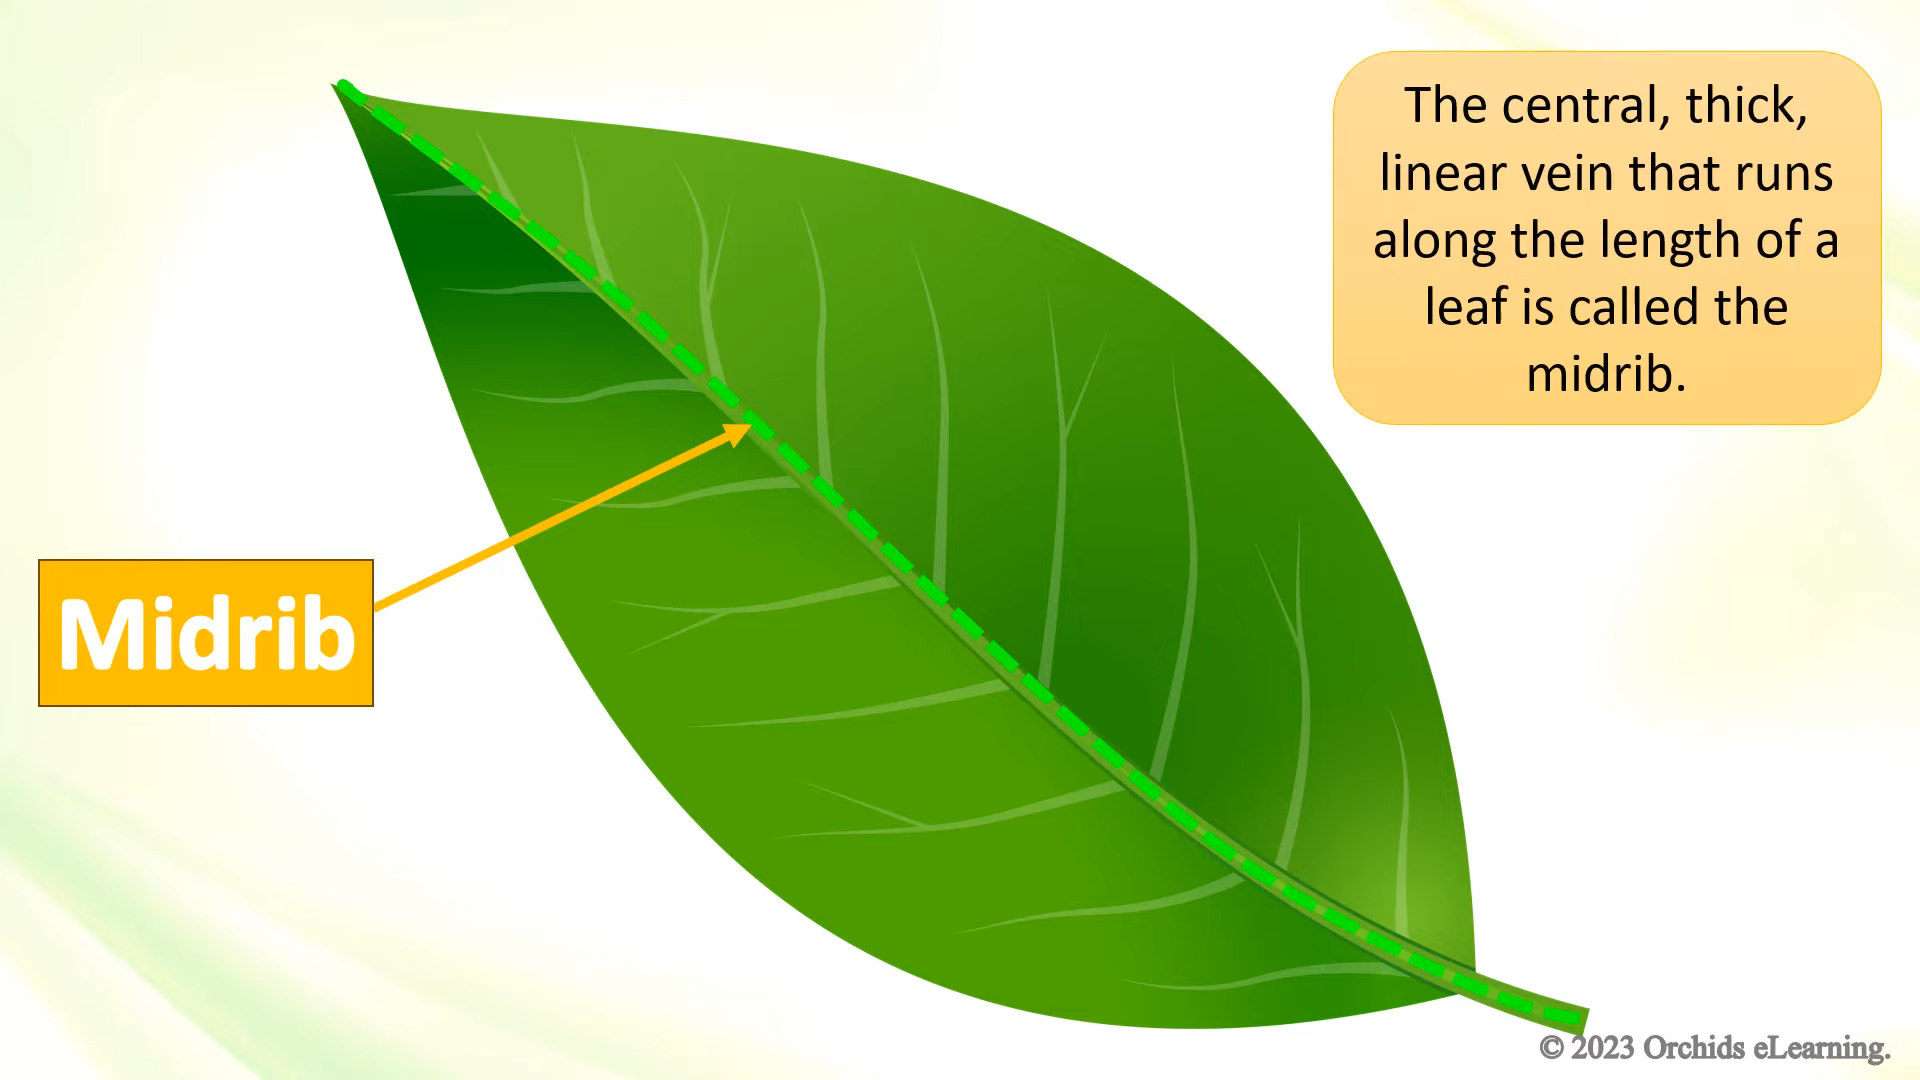 The central, thick,
linear vein that runs
along the length of a
leaf is called the
midrib.
Midrib
© 2023 Orchids eLearning.